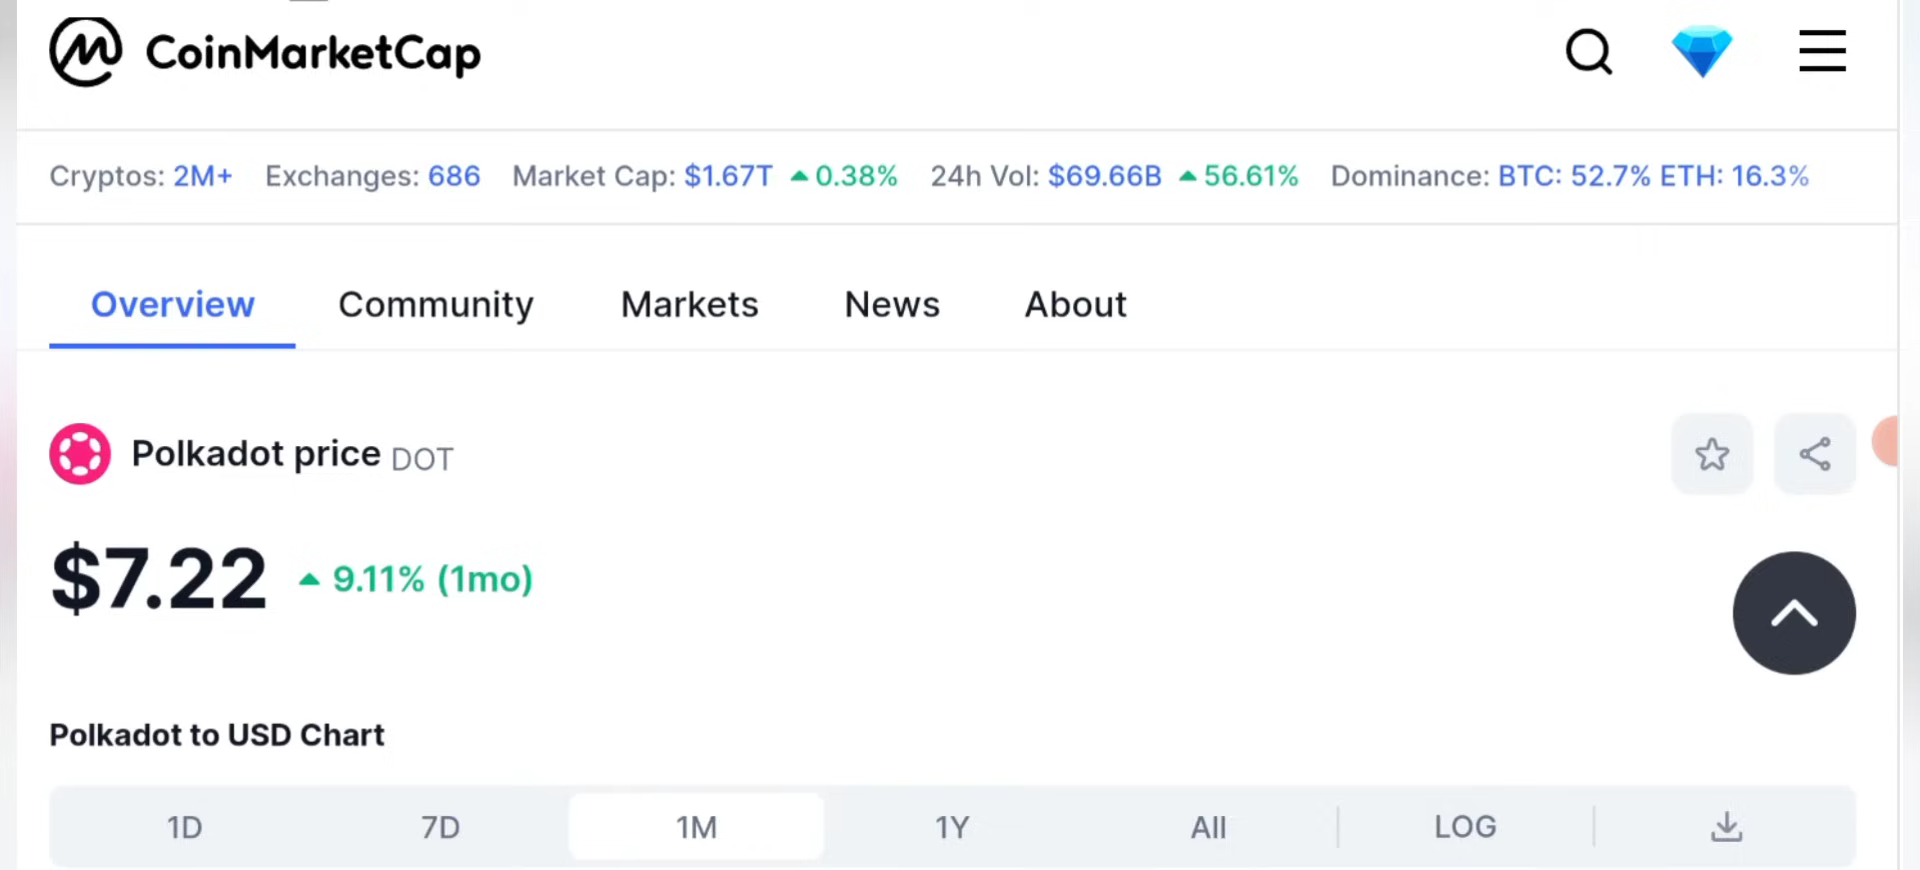 CoinMarketCap
Cryptos: 2M+ Exchanges: 686 Market Cap: $1.67T 0.38% 24h Vol: $69.66B 56.61% Dominance: BTC: 52.7% ETH: 16.3%
Overview Community Markets News About
Polkadot price DOT
$7.22 9.11% (1mo)
Polkadot to USD Chart
1D 7D 1M 1Y All LOG